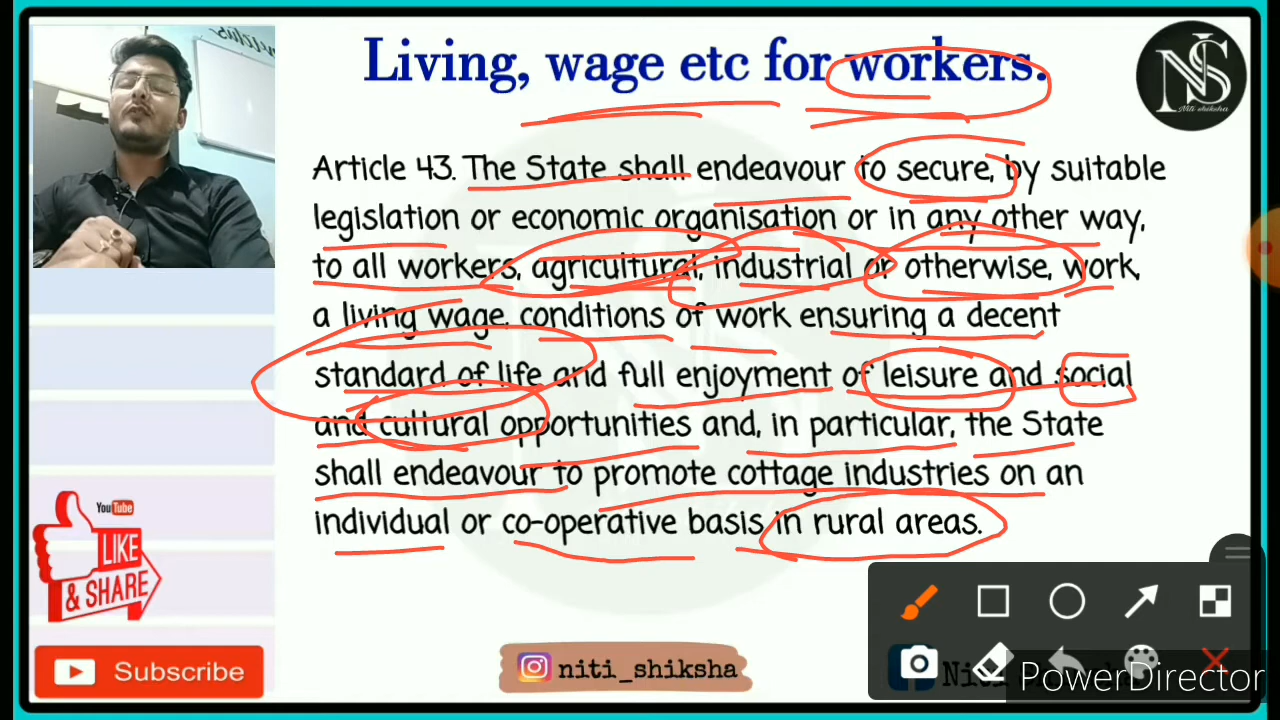 Living, wage etc for workers.
NS
Niti shiksha
Article 43. The State shall endeavour to secure, by suitable
legislation or economic organisation or in any other way,
to all workers, agricultural, industrial or otherwise, work,
a living wage, conditions of work ensuring a decent
standard of life and full enjoyment of leisure and social
and cultural opportunities and, in particular, the State
shall endeavour to promote cottage industries on an
individual or co-operative basis in rural areas.
YouTube
LIKE
& SHARE
Subscribe
niti_shiksha
PowerDirector